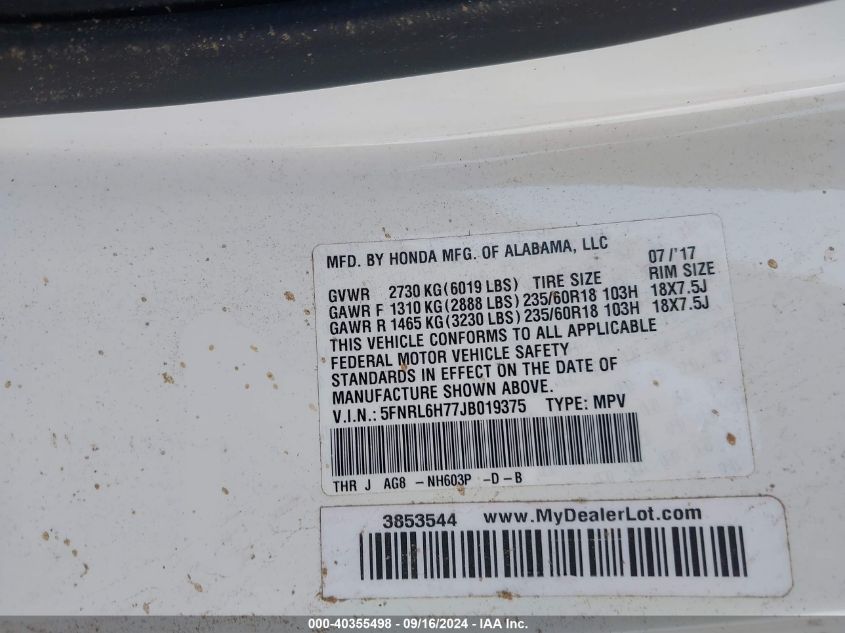 MFD. BY HONDA MFG. OF ALABAMA, LLC 07/'17
GVWR 2730 KG(6019 LBS) TIRE SIZE RIM SIZE
GAWR F 1310 KG(2888 LBS) 235/60R18 103H 18X7.5J
GAWR R 1465 KG(3230 LBS) 235/60R18 103H 18X7.5J
THIS VEHICLE CONFORMS TO ALL APPLICABLE
FEDERAL MOTOR VEHICLE SAFETY
STANDARDS IN EFFECT ON THE DATE OF
MANUFACTURE SHOWN ABOVE.
V.I.N.: 5FNRL6H77JB019375 TYPE: MPV
THR J AG8 -NH603P -D-B
3853544 www.MyDealerLot.com
000-40355498 - 09/16/2024 - IAA Inc.